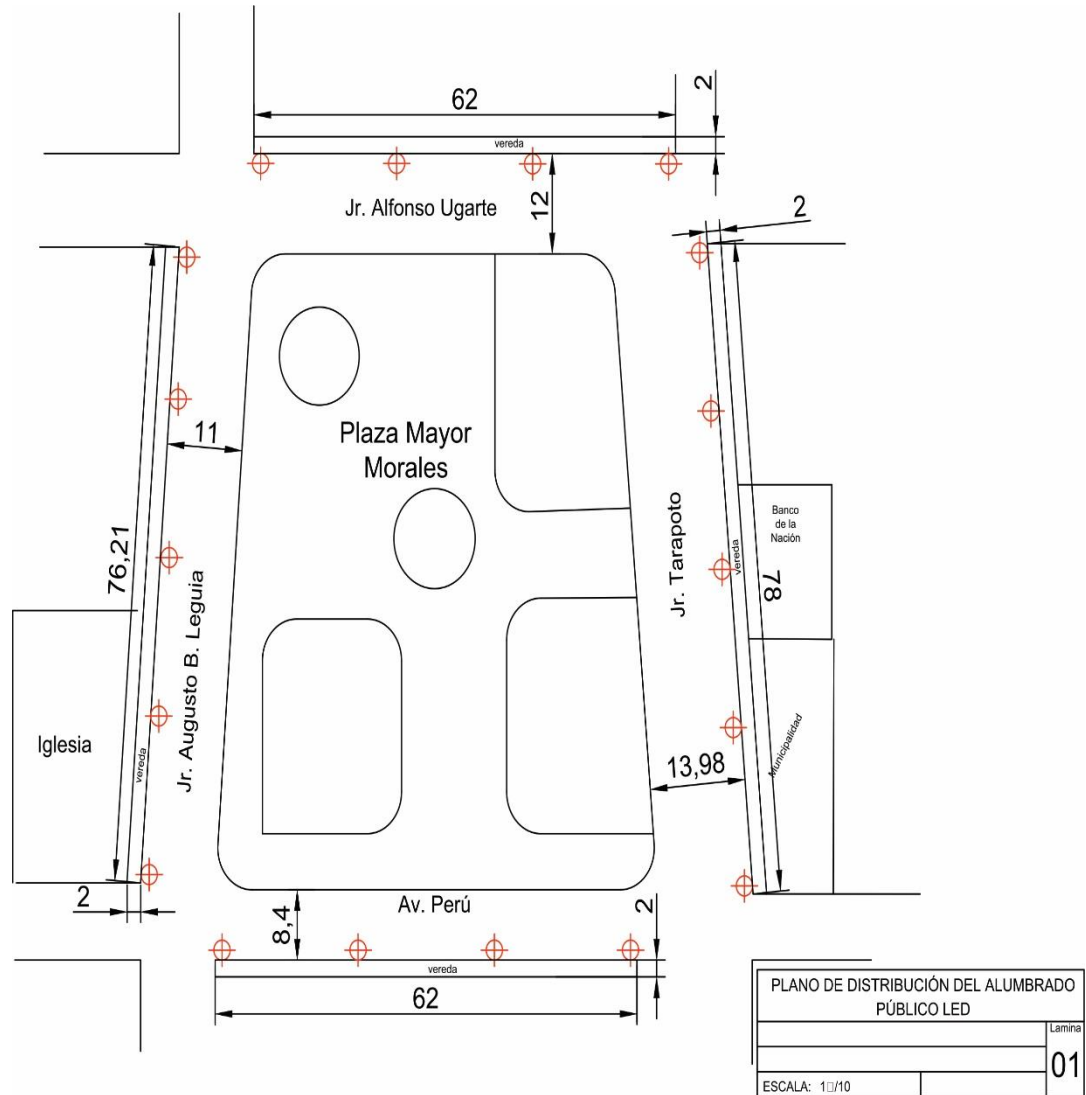 62
2
vereda
Jr. Alfonso Ugarte
12
2
Plaza Mayor
Morales
11
76,21
Jr. Augusto B. Leguia
Iglesia
vereda
2
Jr. Tarapoto
Banco
de la
Nación
vereda
78
Municipalidad
13,98
Av. Perú
8,4
2
vereda
62
PLANO DE DISTRIBUCIÓN DEL ALUMBRADO
PÚBLICO LED
Lamina
01
ESCALA: 1□/10